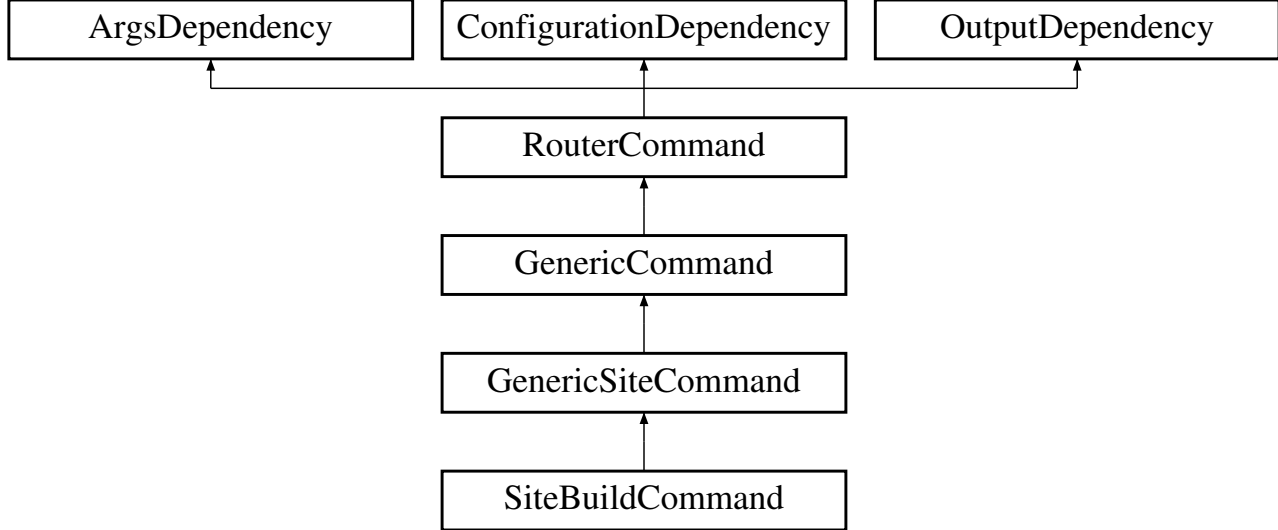 ArgsDependency
ConfigurationDependency
OutputDependency
RouterCommand
GenericCommand
GenericSiteCommand
SiteBuildCommand